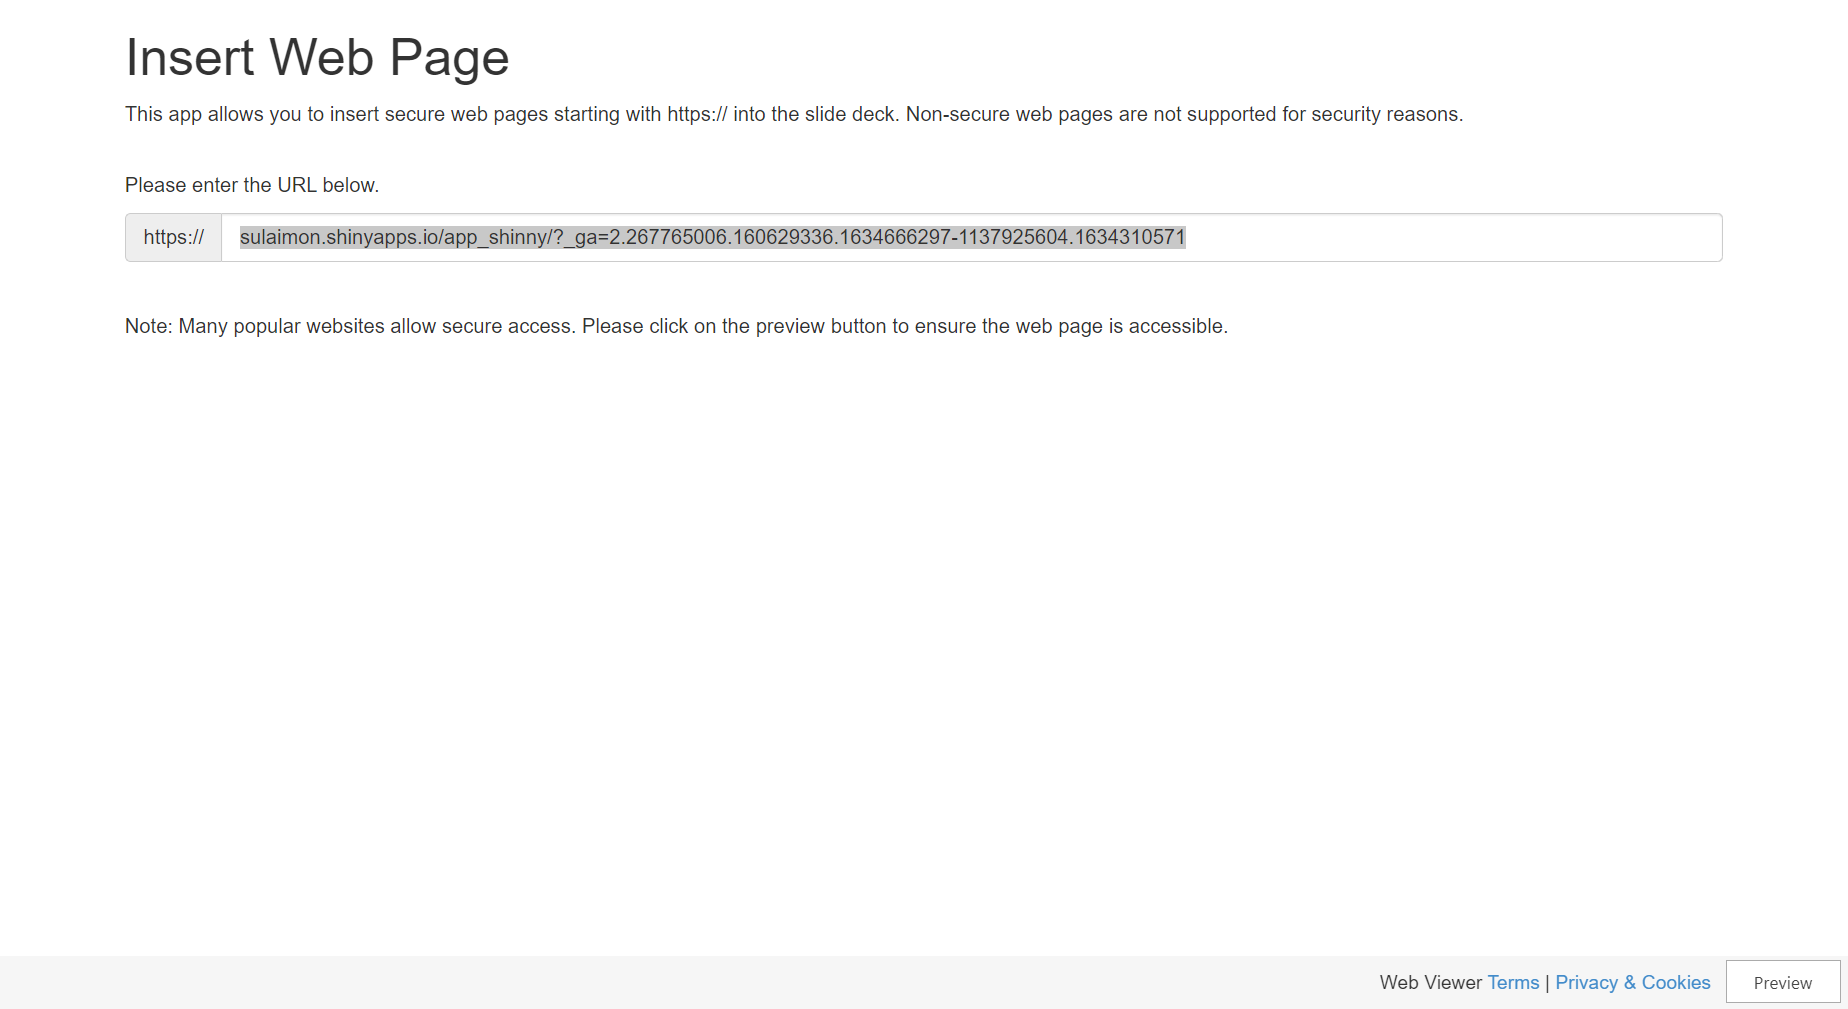 Insert Web Page
This app allows you to insert secure web pages starting with https:// into the slide deck. Non-secure web pages are not supported for security reasons.
Please enter the URL below.
https:// sulaimon.shinyapps.io/app_shinny/?_ga=2.267765006.160629336.1634666297-1137925604.1634310571
Note: Many popular websites allow secure access. Please click on the preview button to ensure the web page is accessible.
Web Viewer Terms | Privacy & Cookies Preview